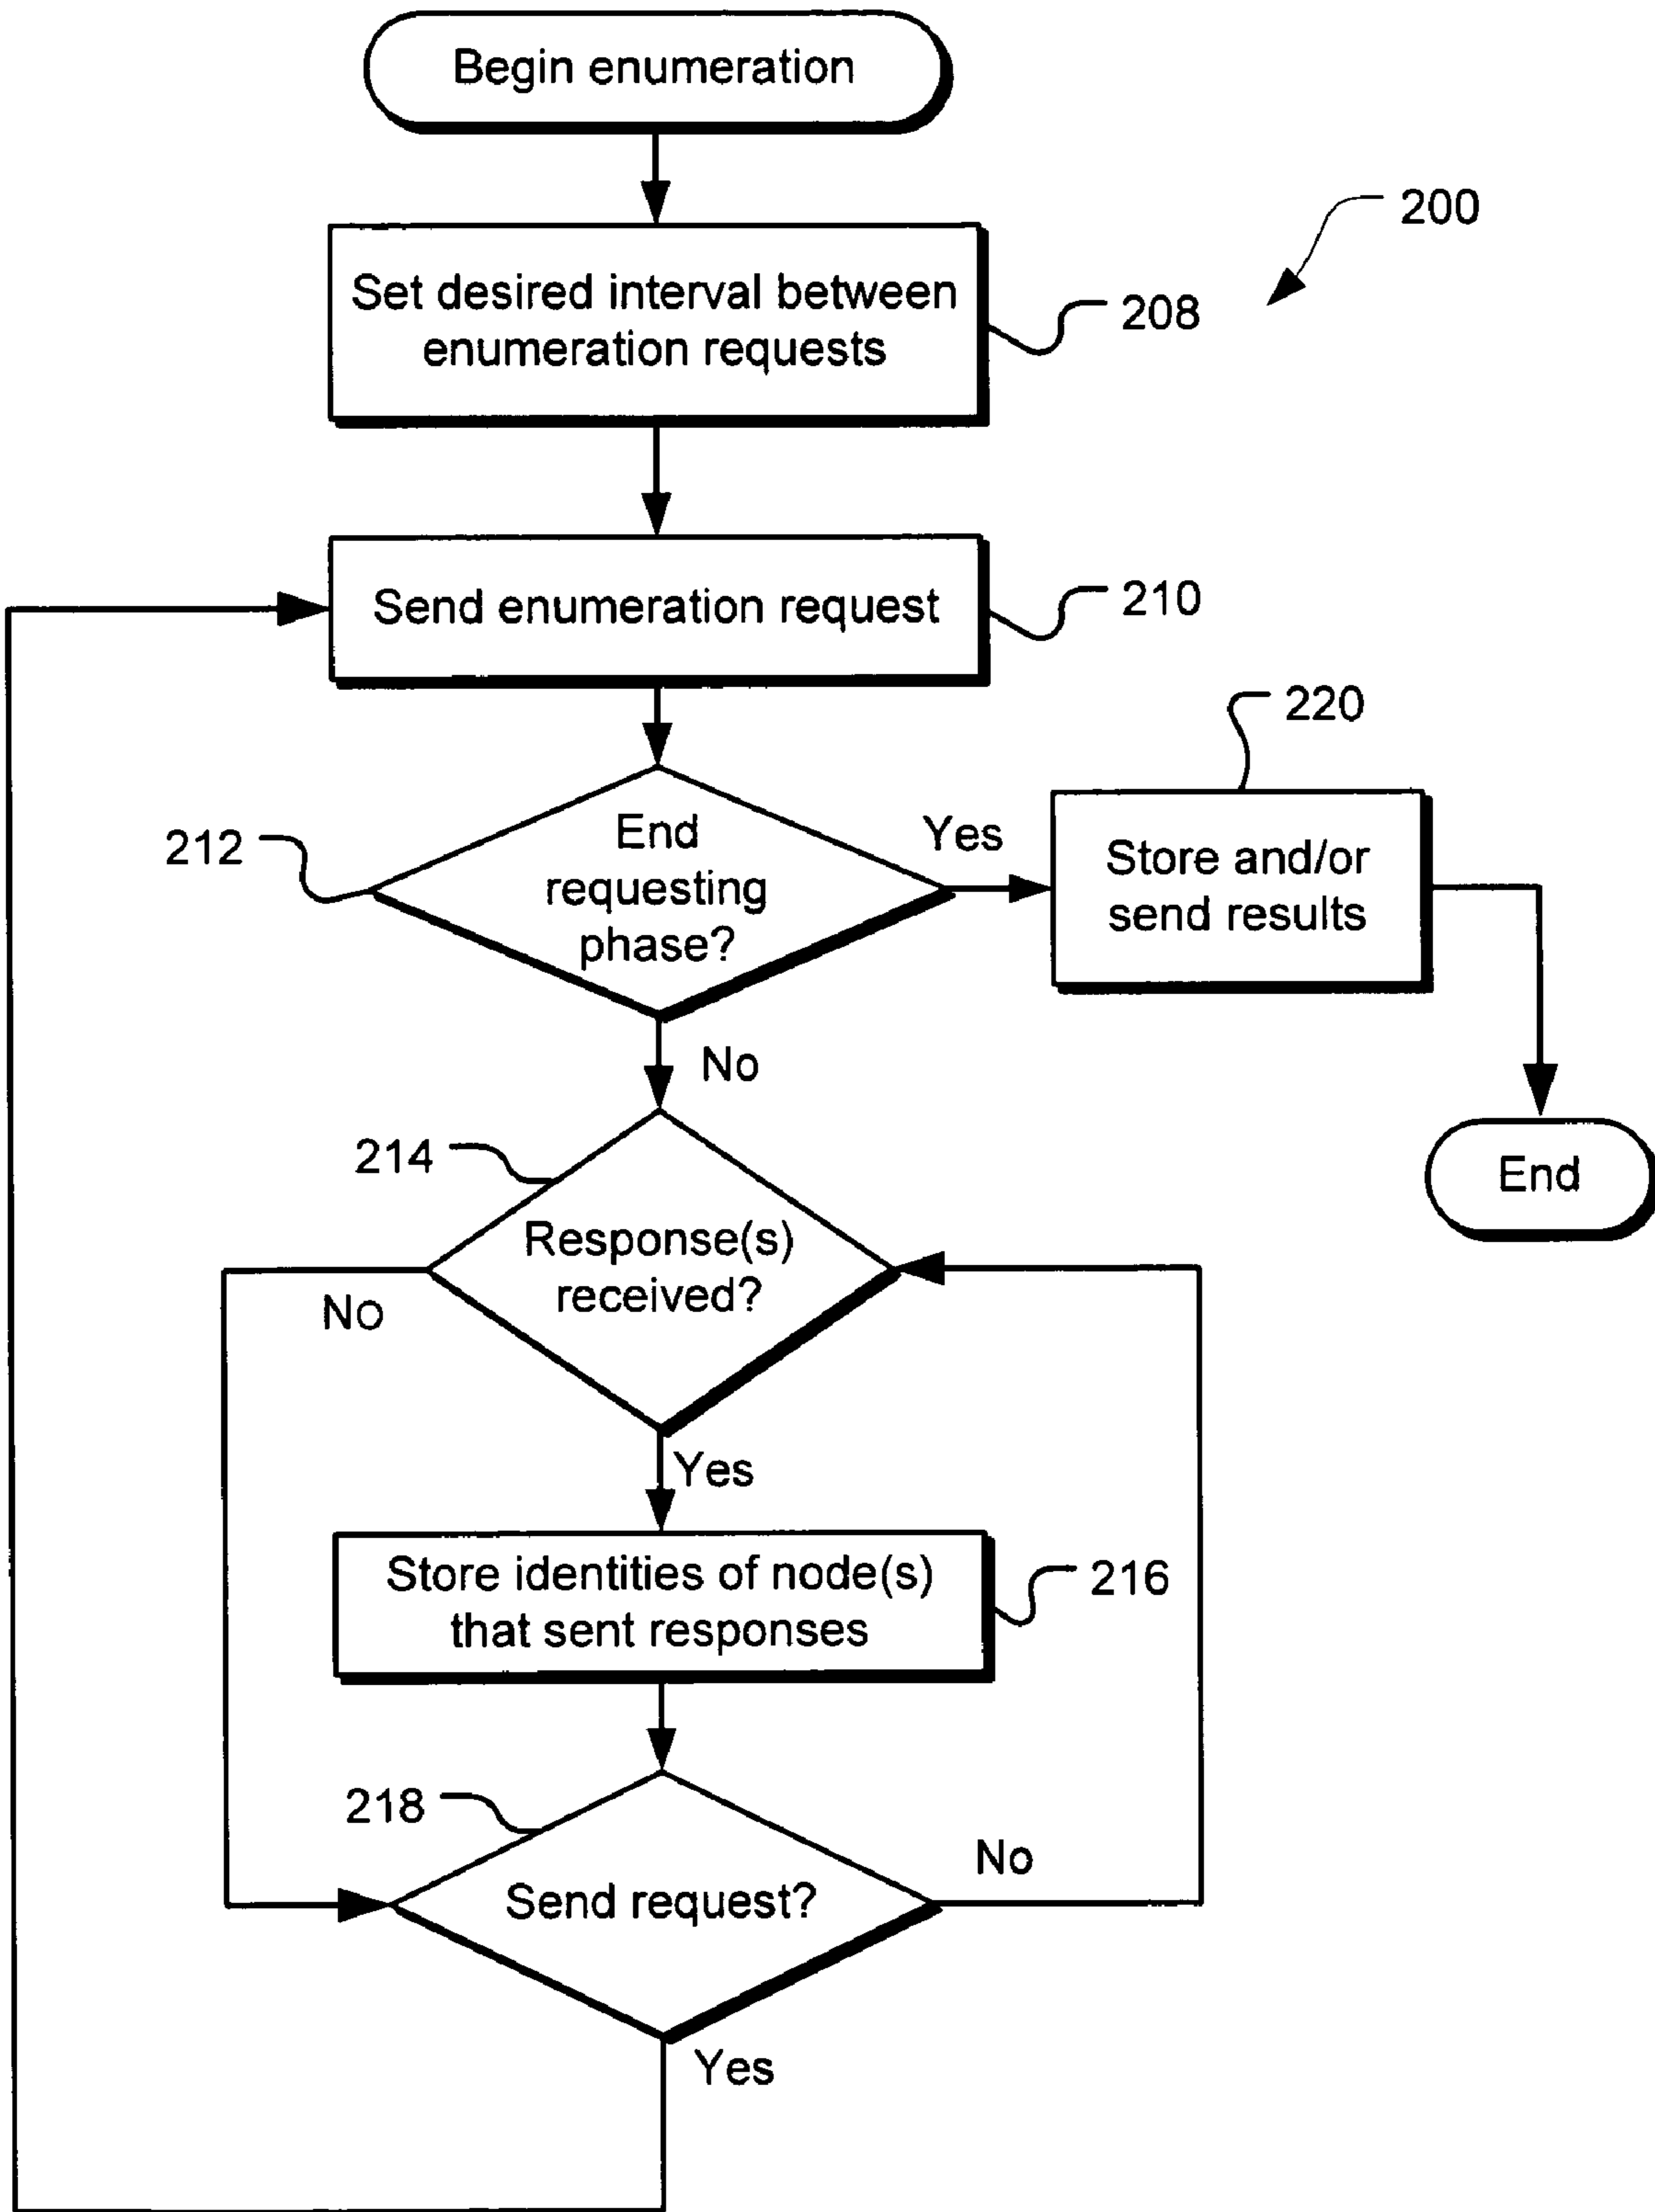 Begin enumeration
200
Set desired interval between
enumeration requests
208
Send enumeration request
210
220
212
End
requesting
phase?
Yes
Store and/or
send results
No
214
End
Response(s)
received?
No
Yes
Store identities of node(s)
that sent responses
216
218
Send request?
No
Yes